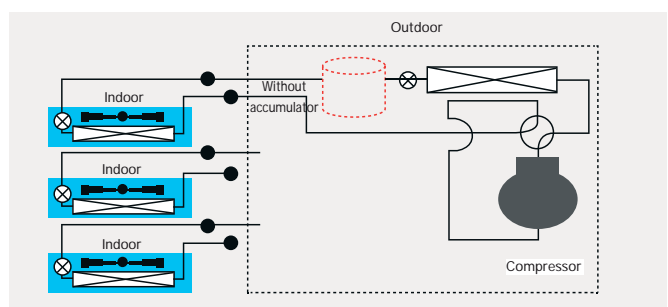 Outdoor
Without
accumulator
Indoor
Indoor
Indoor
Compressor